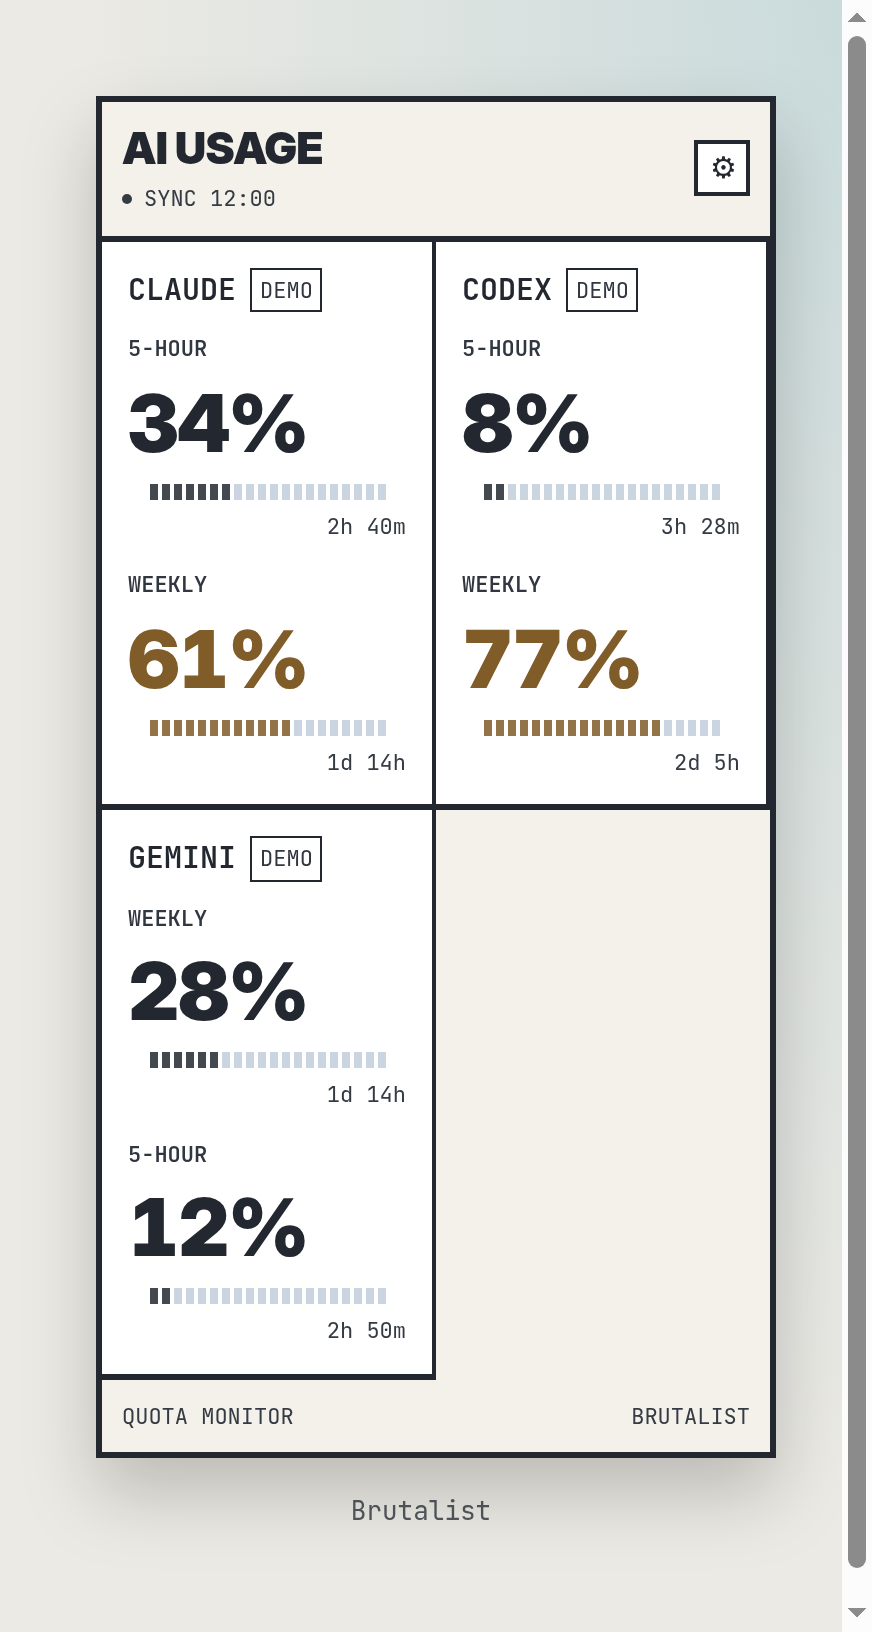 AI USAGE
SYNC 12:00
CLAUDE DEMO
5-HOUR
34%
2h 40m
WEEKLY
61%
1d 14h
CODEX DEMO
5-HOUR
8%
3h 28m
WEEKLY
77%
2d 5h
GEMINI DEMO
WEEKLY
28%
1d 14h
5-HOUR
12%
2h 50m
QUOTA MONITOR
BRUTALIST
Brutalist